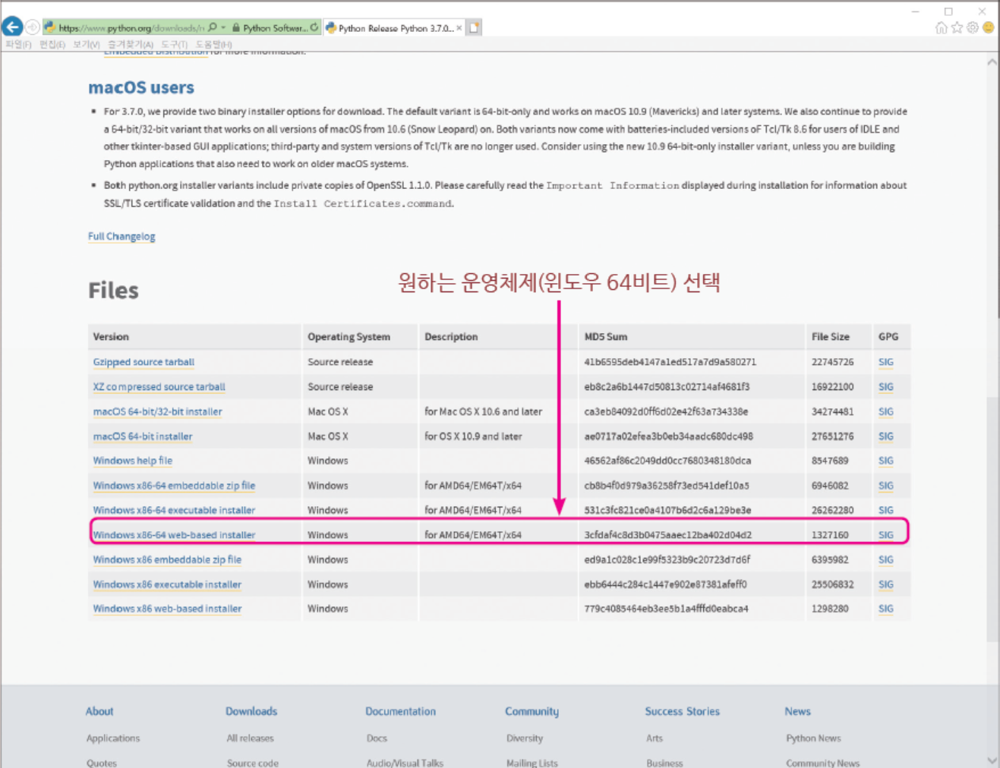 https://www.python.org/downloads/r
Python Softwar...
Python Release Python 3.7.0...
파일(F) 편집(E) 보기(V) 즐겨찾기(A) 도구(T) 도움말(H)
Embedded Distribution for more information.
macOS users
For 3.7.0, we provide two binary installer options for download. The default variant is 64-bit-only and works on macOS 10.9 (Mavericks) and later systems. We also continue to provide
a 64-bit/32-bit variant that works on all versions of macOS from 10.6 (Snow Leopard) on. Both variants now come with batteries-included versions oF Tcl/Tk 8.6 for users of IDLE and
other tkinter-based GUI applications; third-party and system versions of Tcl/Tk are no longer used. Consider using the new 10.9 64-bit-only installer variant, unless you are building
Python applications that also need to work on older macOS systems.
Both python.org installer variants include private copies of OpenSSL 1.1.0. Please carefully read the Important Information displayed during installation for information about
SSL/TLS certificate validation and the Install Certificates.command.
Full Changelog
원하는 운영체제(윈도우 64비트) 선택
Files
Version Operating System Description MD5 Sum File Size GPG
Gzipped source tarball Source release 41b6595deb4147a1ed517a7d9a580271 22745726 SIG
XZ compressed source tarball Source release eb8c2a6b1447d50813c02714af4681f3 16922100 SIG
macOS 64-bit/32-bit installer Mac OS X for Mac OS X 10.6 and later ca3eb84092d0ff6d02e42f63a734338e 34274481 SIG
macOS 64-bit installer Mac OS X for OS X 10.9 and later ae0717a02efea3b0eb34aadc680dc498 27651276 SIG
Windows help file Windows 46562af86c2049dd0cc7680348180dca 8547689 SIG
Windows x86-64 embeddable zip file Windows for AMD64/EM64T/x64 cb8b4f0d979a36258f73ed541def10a5 6946082 SIG
Windows x86-64 executable installer Windows for AMD64/EM64T/x64 531c3fc821ce0a4107b6d2c6a129be3e 26262280 SIG
Windows x86-64 web-based installer Windows for AMD64/EM64T/x64 3cfdaf4c8d3b0475aaec12ba402d04d2 1327160 SIG
Windows x86 embeddable zip file Windows ed9a1c028c1e99f5323b9c20723d7d6f 6395982 SIG
Windows x86 executable installer Windows ebb6444c284c1447e902e87381afeff0 25506832 SIG
Windows x86 web-based installer Windows 779c4085464eb3ee5b1a4fffd0eabca4 1298280 SIG
About Downloads Documentation Community Success Stories News
Applications All releases Docs Diversity Arts Python News
Quotes Source code Audio/Visual Talks Mailing Lists Business Community News